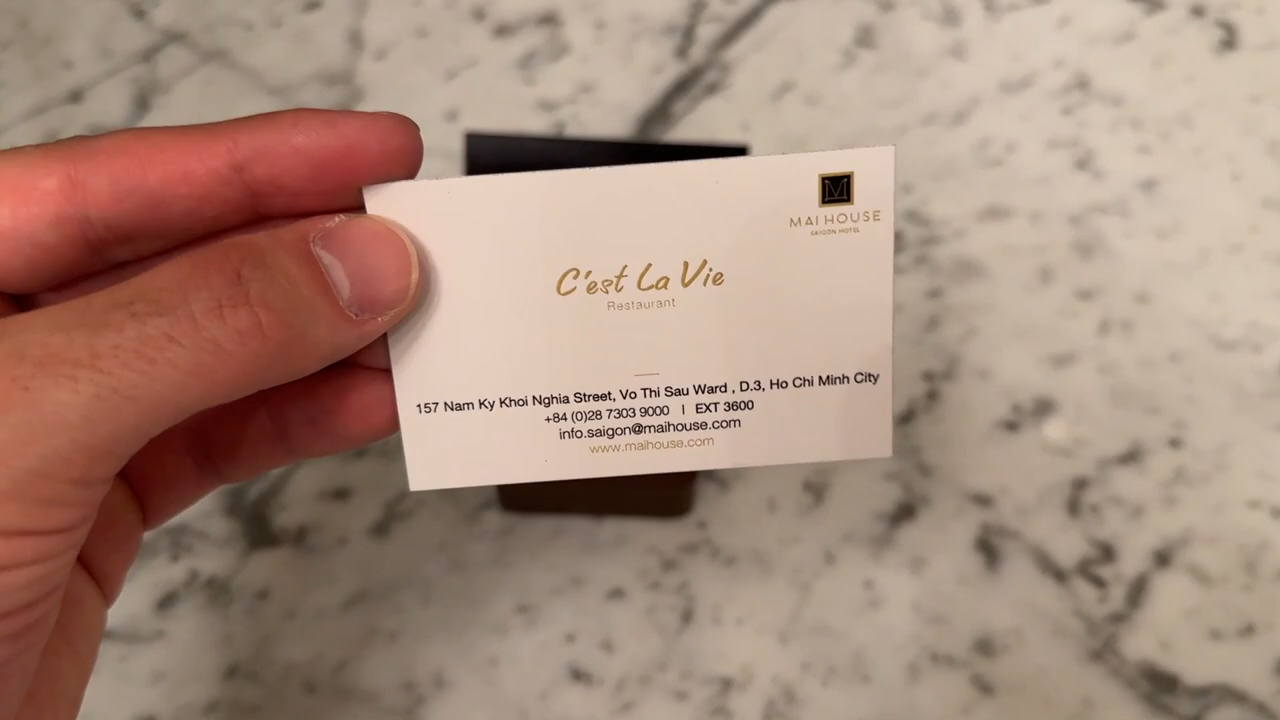 MAI HOUSE
SAIGON HOTEL
C'est La Vie
Restaurant
157 Nam Ky Khoi Nghia Street, Vo Thi Sau Ward , D.3, Ho Chi Minh City
+84 (0)28 7303 9000 | EXT 3600
info.saigon@maihouse.com
www.maihouse.com